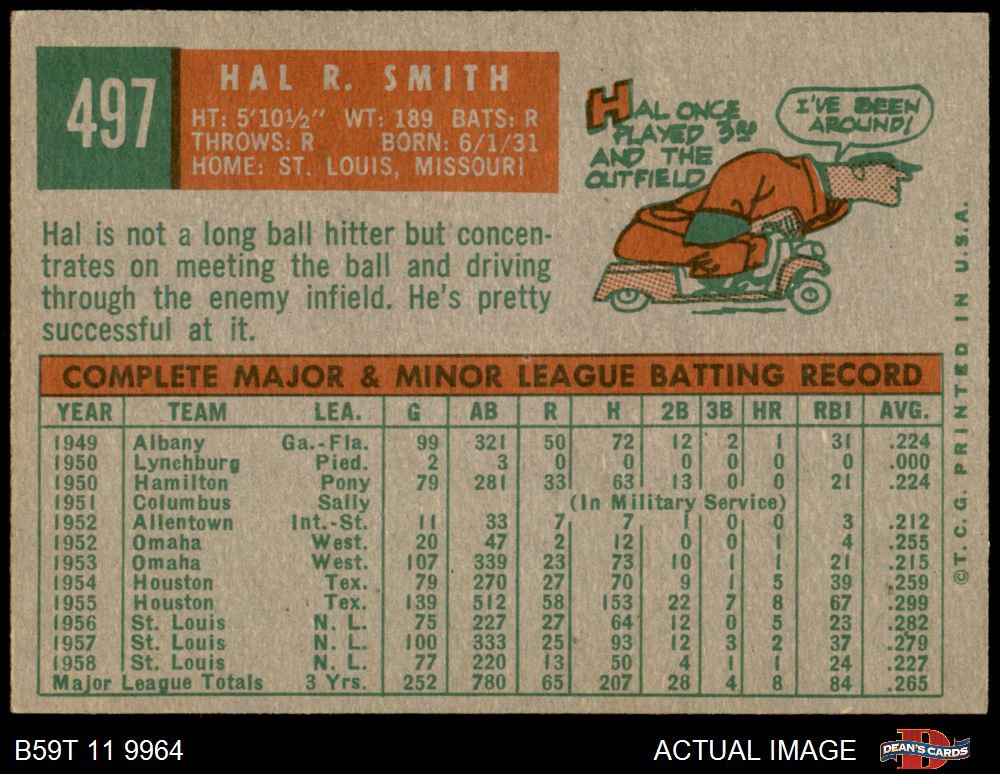 497
HAL R. SMITH
HT: 5'10½" WT: 189 BATS: R
THROWS: R BORN: 6/1/31
HOME: ST. LOUIS, MISSOURI
HAL ONCE
PLAYED 3RD
AND THE
OUTFIELD
I'VE BEEN
AROUND!
Hal is not a long ball hitter but concen-
trates on meeting the ball and driving
through the enemy infield. He's pretty
successful at it.
COMPLETE MAJOR & MINOR LEAGUE BATTING RECORD
YEAR TEAM LEA. G AB R H 2B 3B HR RBI AVG.
1949 Albany Ga.-Fla. 99 321 50 72 12 2 1 31 .224
1950 Lynchburg Pied. 2 3 0 0 0 0 0 0 .000
1950 Hamilton Pony 79 281 33 63 13 0 0 21 .224
1951 Columbus Sally (In Military Service)
1952 Allentown Int.-St. 11 33 7 7 1 0 0 3 .212
1952 Omaha West. 20 47 2 12 0 0 1 4 .255
1953 Omaha West. 107 339 23 73 10 1 1 21 .215
1954 Houston Tex. 79 270 27 70 9 1 5 39 .259
1955 Houston Tex. 139 512 58 153 22 7 8 67 .299
1956 St. Louis N. L. 75 227 27 64 12 0 5 23 .282
1957 St. Louis N. L. 100 333 25 93 12 3 2 37 .279
1958 St. Louis N. L. 77 220 13 50 4 1 1 24 .227
Major League Totals 3 Yrs. 252 780 65 207 28 4 8 84 .265
©T. C. G. PRINTED IN U.S.A.
B59T 11 9964
ACTUAL IMAGE
DEAN'S CARDS